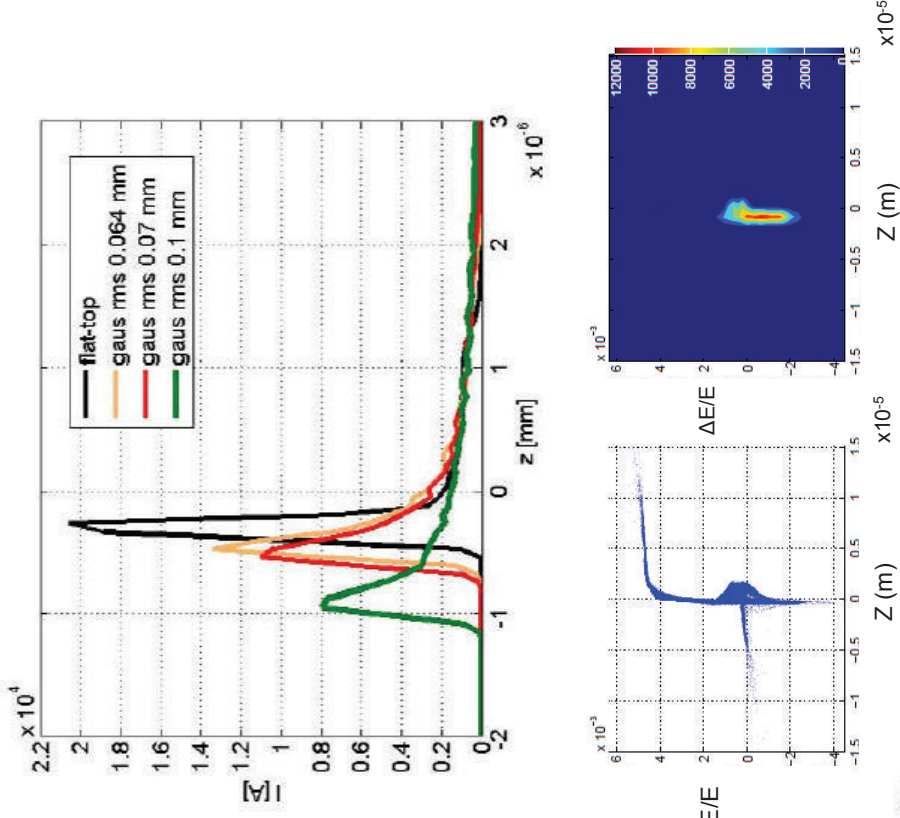 x 10⁴
2.2
2
1.8
1.6
1.4
1.2
1
0.8
0.6
0.4
0.2
0
I [A]
flat-top
gaus rms 0.064 mm
gaus rms 0.07 mm
gaus rms 0.1 mm
-2 -1 0 1 2 3
x 10⁻⁶
z [mm]
x 10⁻³
6
4
2
0
-2
-4
E/E
-1.5 -1 -0.5 0 0.5 1 1.5
x10⁻⁵
Z (m)
x 10⁻³
6
4
2
0
-2
-4
ΔE/E
12000
10000
8000
6000
4000
2000
0
-1.5 -1 -0.5 0 0.5 1 1.5
x10⁻⁵
Z (m)